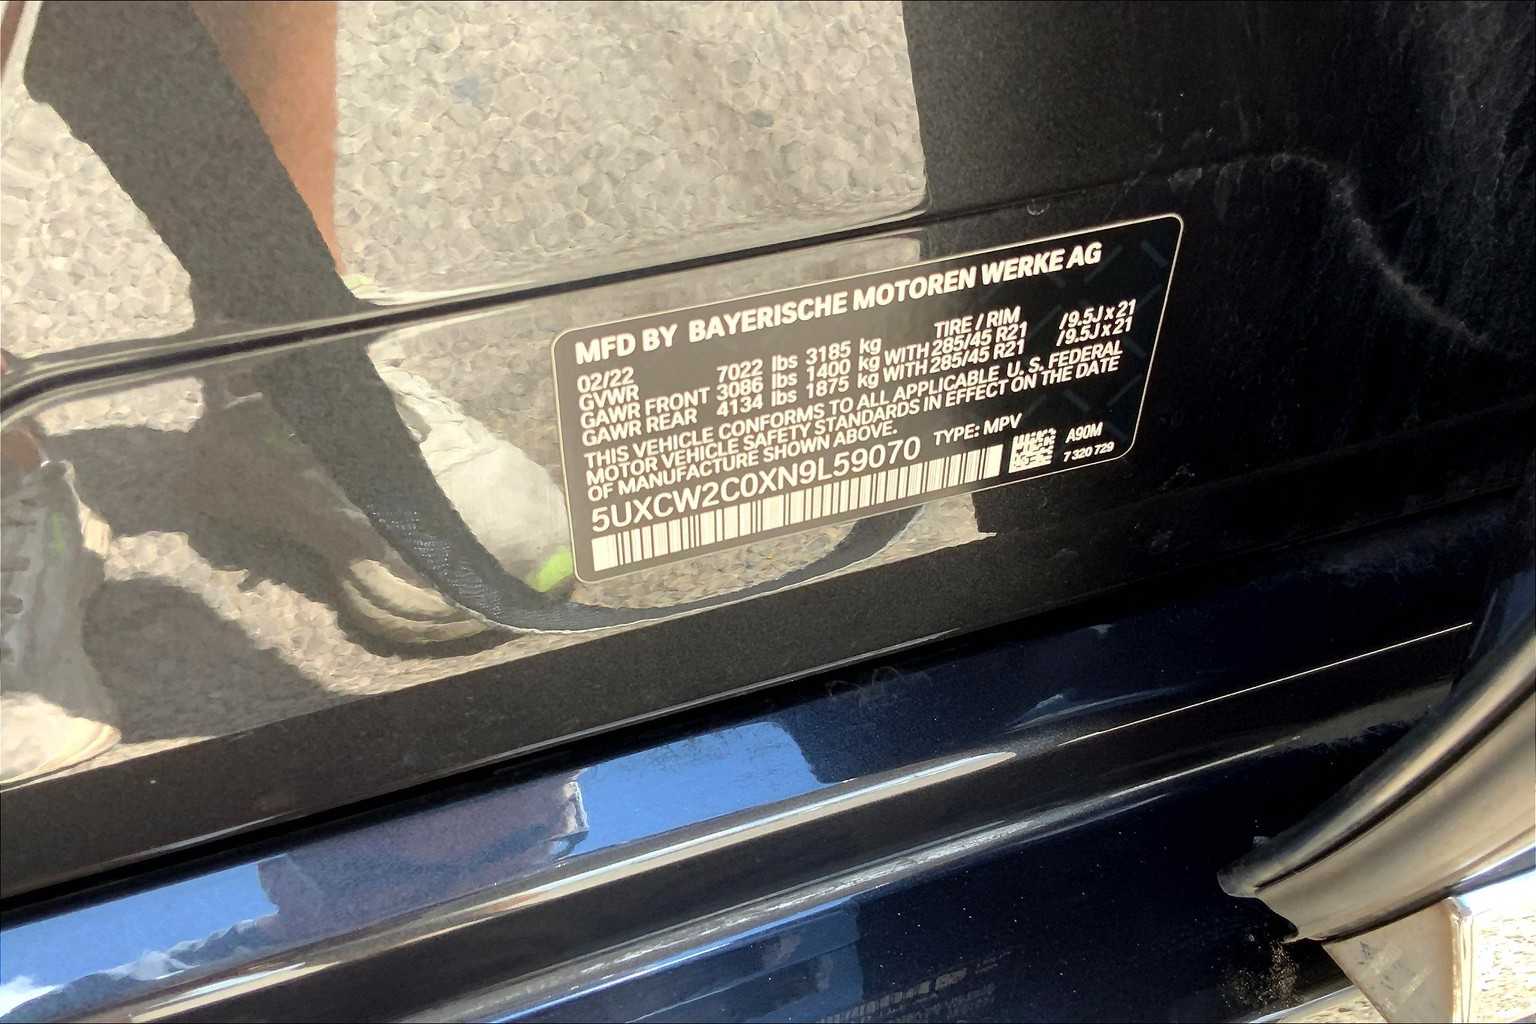 MFD BY BAYERISCHE MOTOREN WERKE AG
02/22 TIRE / RIM
GVWR 7022 lbs 3185 kg
GAWR FRONT 3086 lbs 1400 kg WITH 285/45 R21 /9.5J x 21
GAWR REAR 4134 lbs 1875 kg WITH 285/45 R21 /9.5J x 21
THIS VEHICLE CONFORMS TO ALL APPLICABLE U. S. FEDERAL
MOTOR VEHICLE SAFETY STANDARDS IN EFFECT ON THE DATE
OF MANUFACTURE SHOWN ABOVE.
5UXCW2C0XN9L59070 TYPE: MPV
A90M
7 320 729